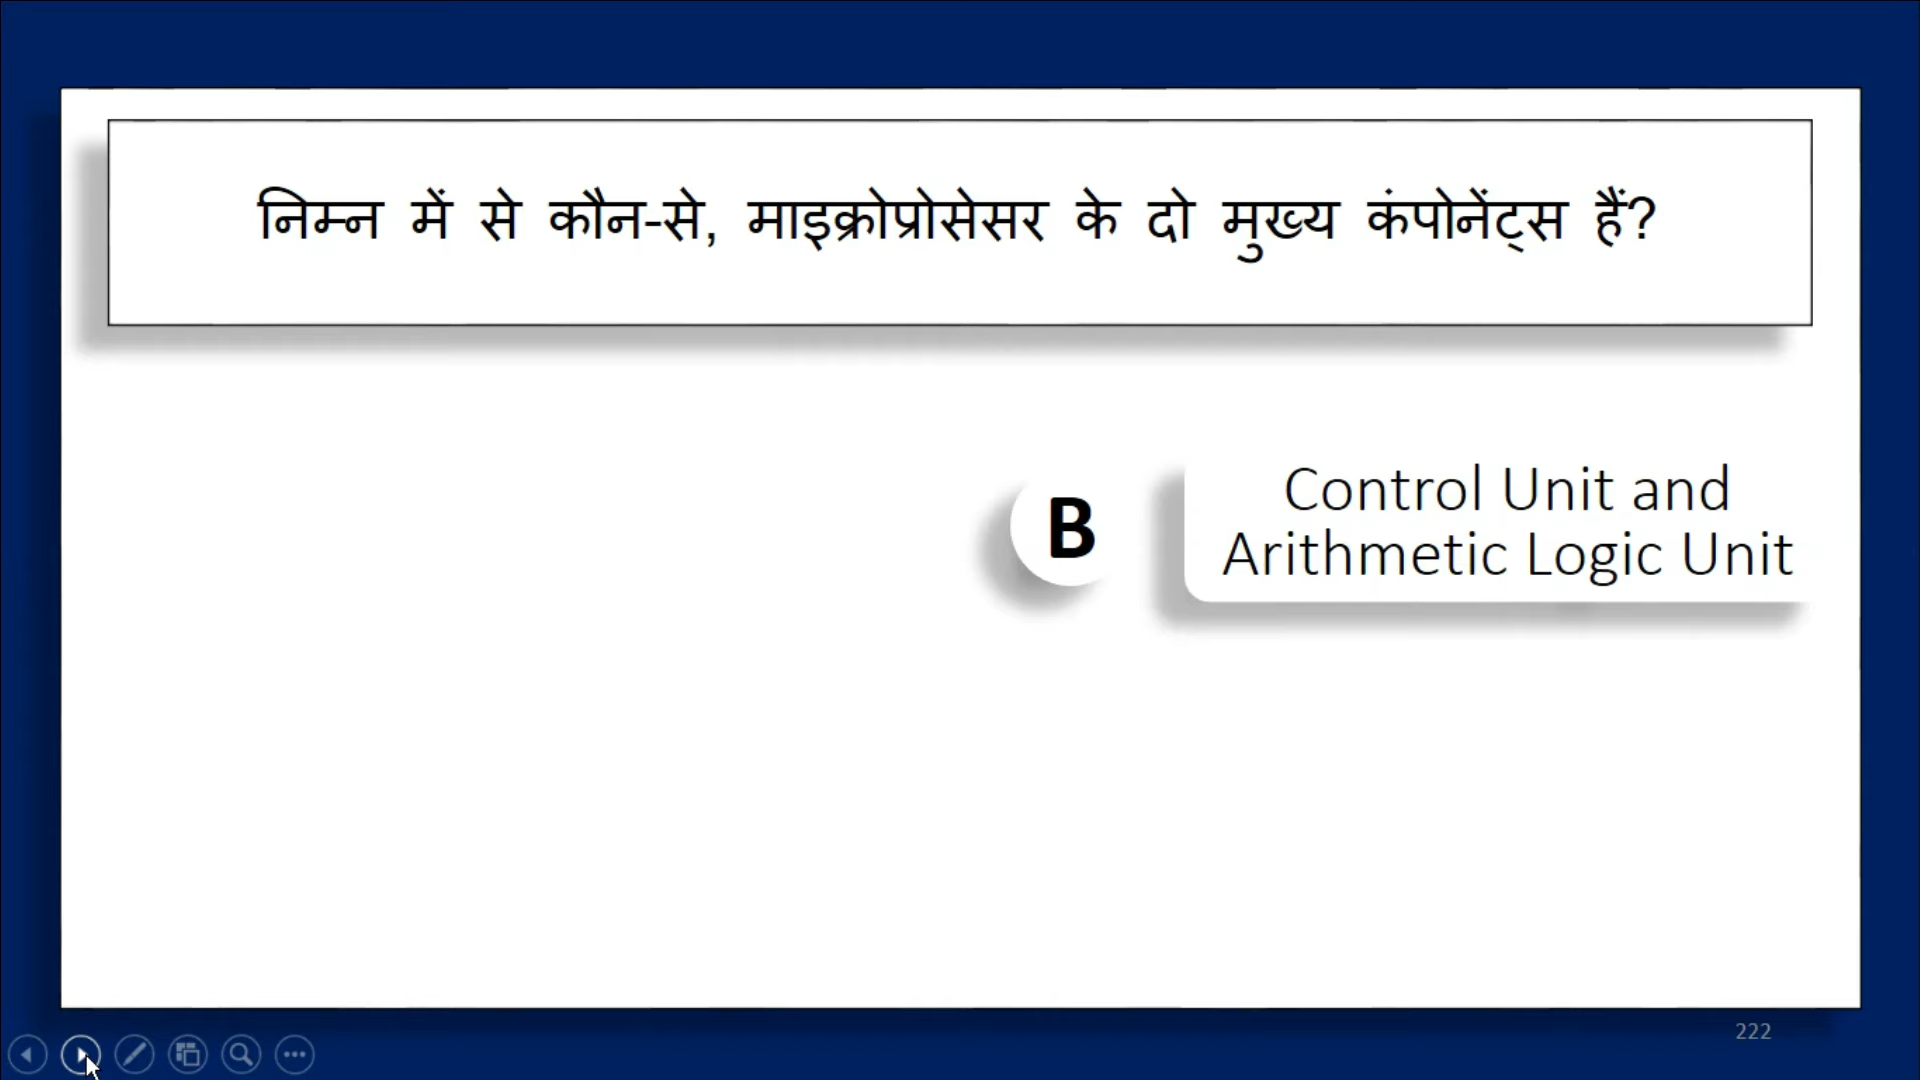 निम्न में से कौन-से, माइक्रोप्रोसेसर के दो मुख्य कंपोनेंट्स हैं?
B
Control Unit and
Arithmetic Logic Unit
222